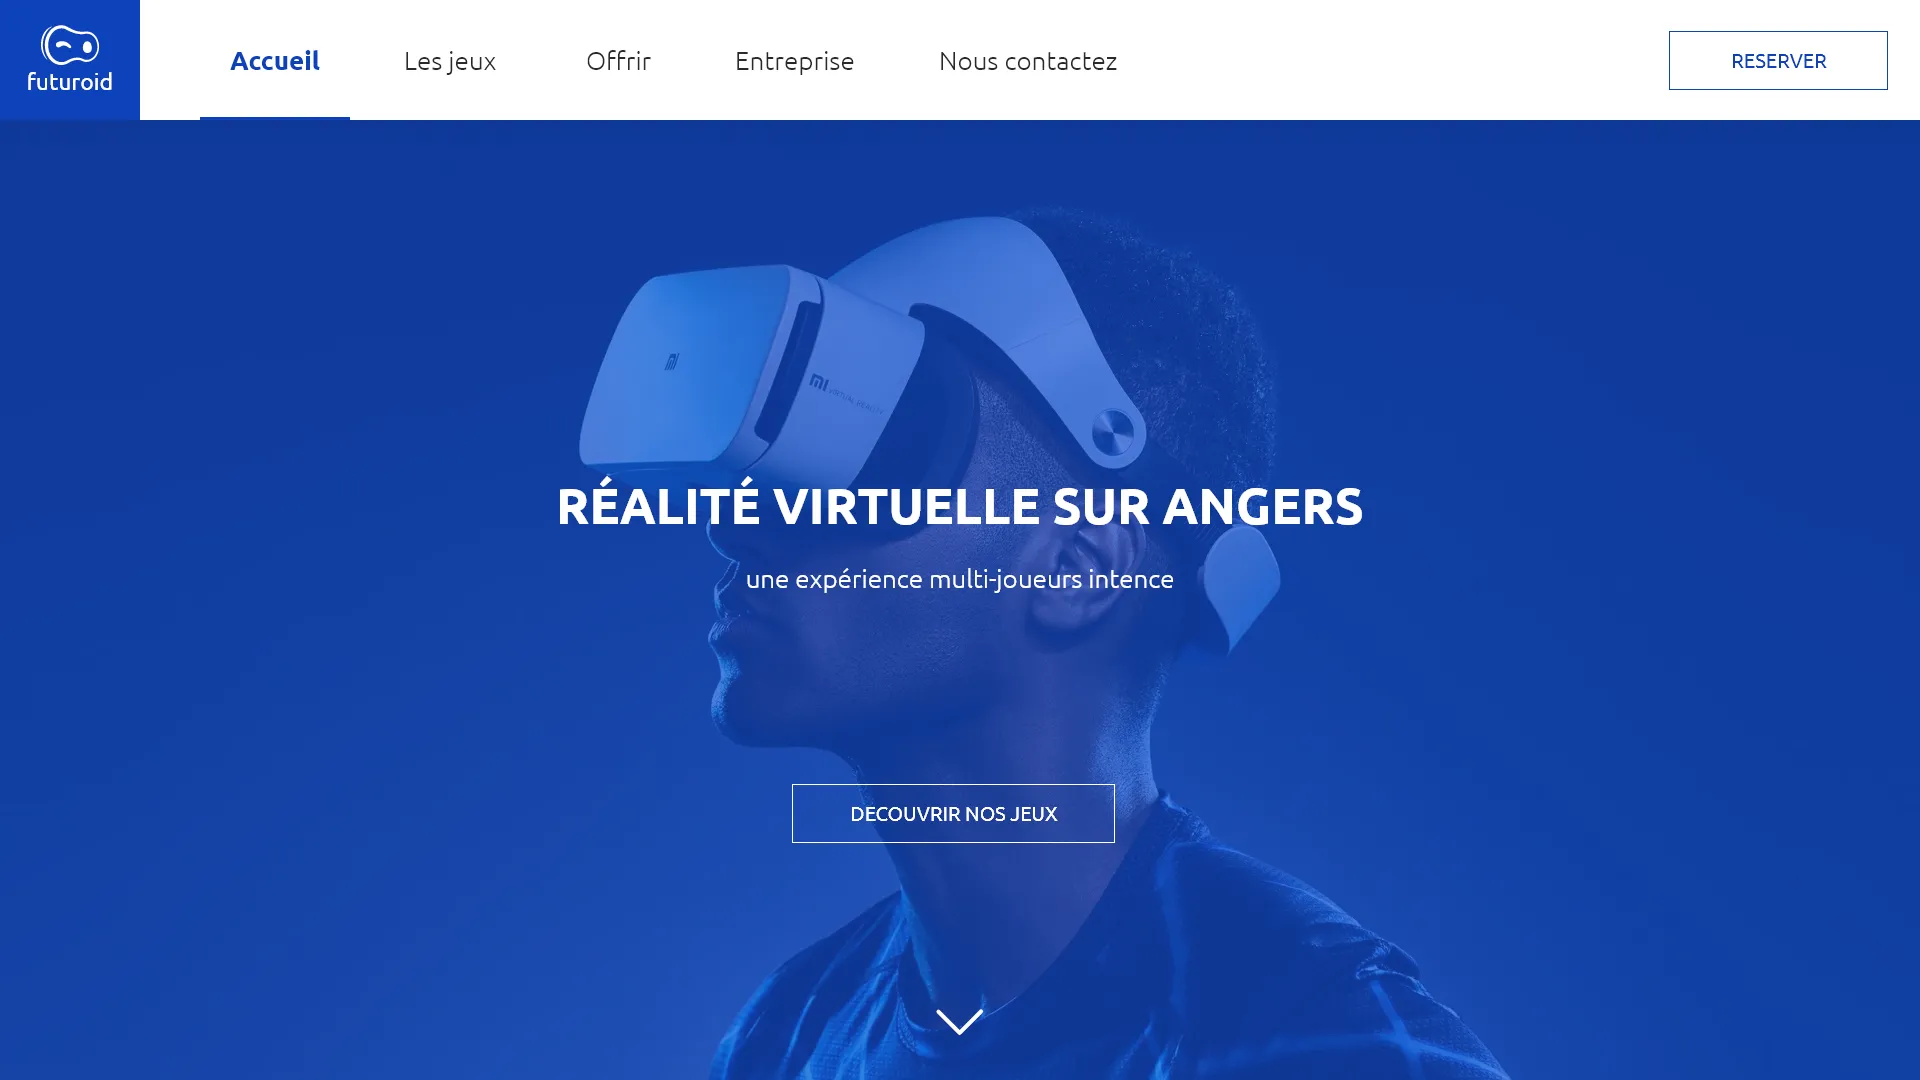 futuroid
Accueil
Les jeux
Offrir
Entreprise
Nous contactez
RESERVER
MI VIRTUAL REALITY
RÉALITÉ VIRTUELLE SUR ANGERS
une expérience multi-joueurs intence
DECOUVRIR NOS JEUX